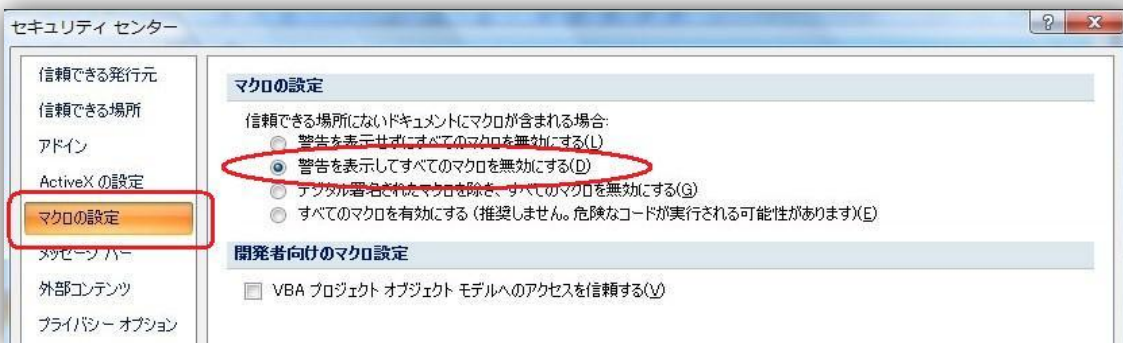 セキュリティ センター
信頼できる発行元
信頼できる場所
アドイン
ActiveX の設定
マクロの設定
メッセージ バー
外部コンテンツ
プライバシー オプション
マクロの設定
信頼できる場所にないドキュメントにマクロが含まれる場合:
警告を表示せずにすべてのマクロを無効にする(L)
警告を表示してすべてのマクロを無効にする(D)
デジタル署名されたマクロを除き、すべてのマクロを無効にする(G)
すべてのマクロを有効にする (推奨しません。危険なコードが実行される可能性があります)(E)
開発者向けのマクロ設定
VBA プロジェクト オブジェクト モデルへのアクセスを信頼する(V)